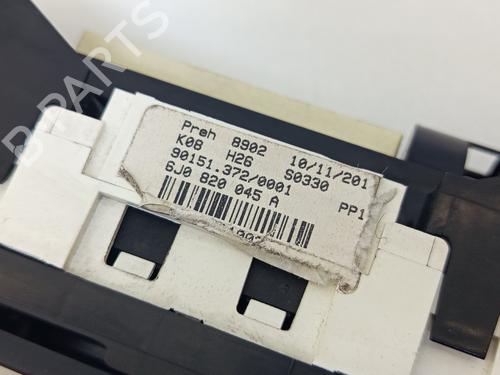 Preh 8902 10/11/201
K08 H26 S0330
90151.372/0001
6J0 820 045 A PP1
B-PARTS